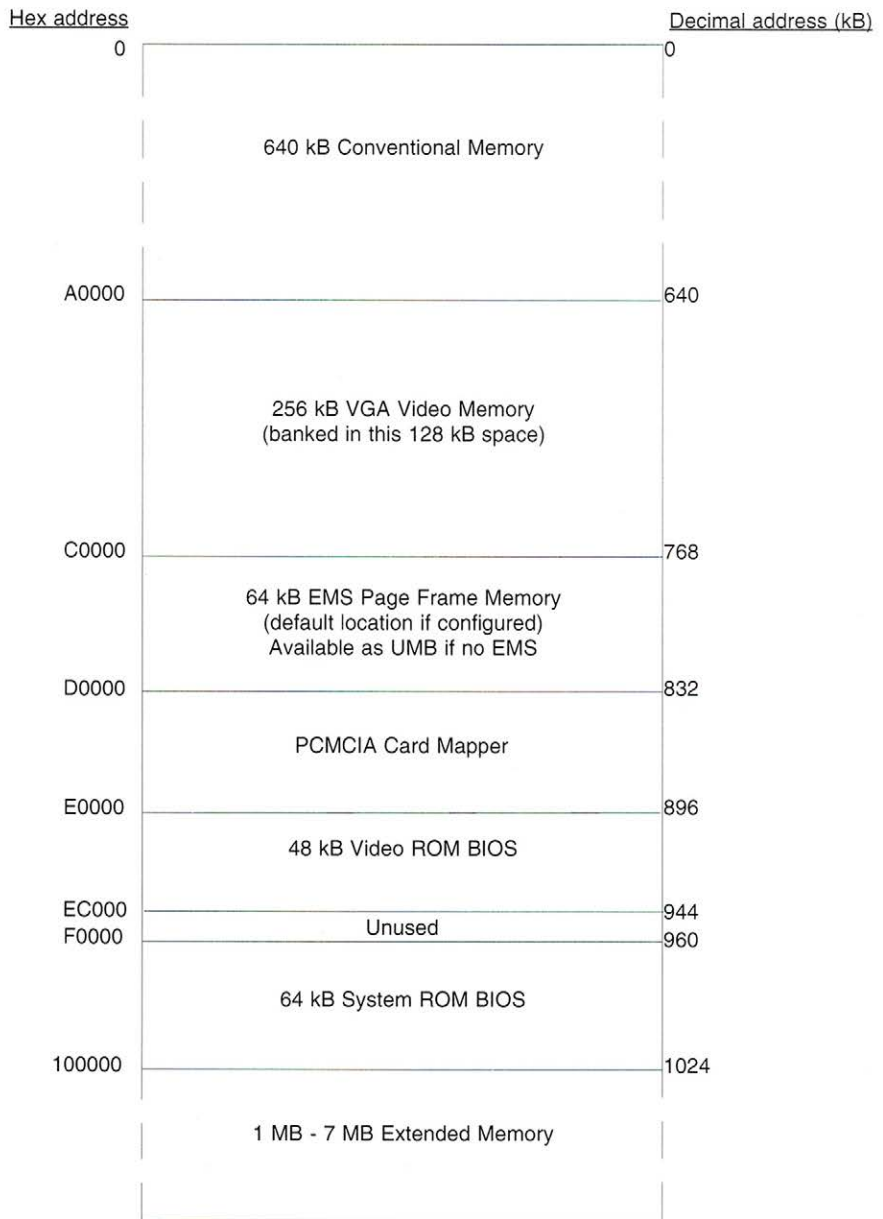 Hex address
Decimal address (kB)
0
0
640 kB Conventional Memory
A0000
640
256 kB VGA Video Memory
(banked in this 128 kB space)
C0000
768
64 kB EMS Page Frame Memory
(default location if configured)
Available as UMB if no EMS
D0000
832
PCMCIA Card Mapper
E0000
896
48 kB Video ROM BIOS
EC000
944
Unused
F0000
960
64 kB System ROM BIOS
100000
1024
1 MB - 7 MB Extended Memory